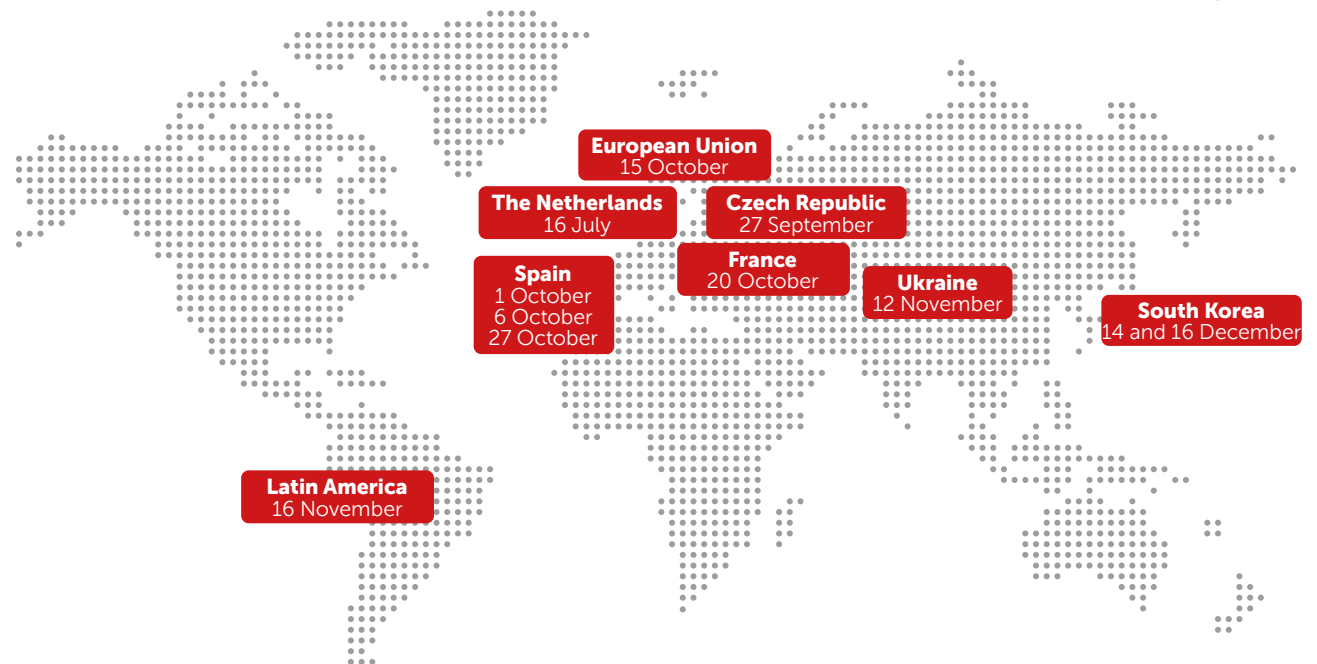 European Union
15 October
The Netherlands
16 July
Czech Republic
27 September
Spain
1 October
6 October
27 October
France
20 October
Ukraine
12 November
South Korea
14 and 16 December
Latin America
16 November